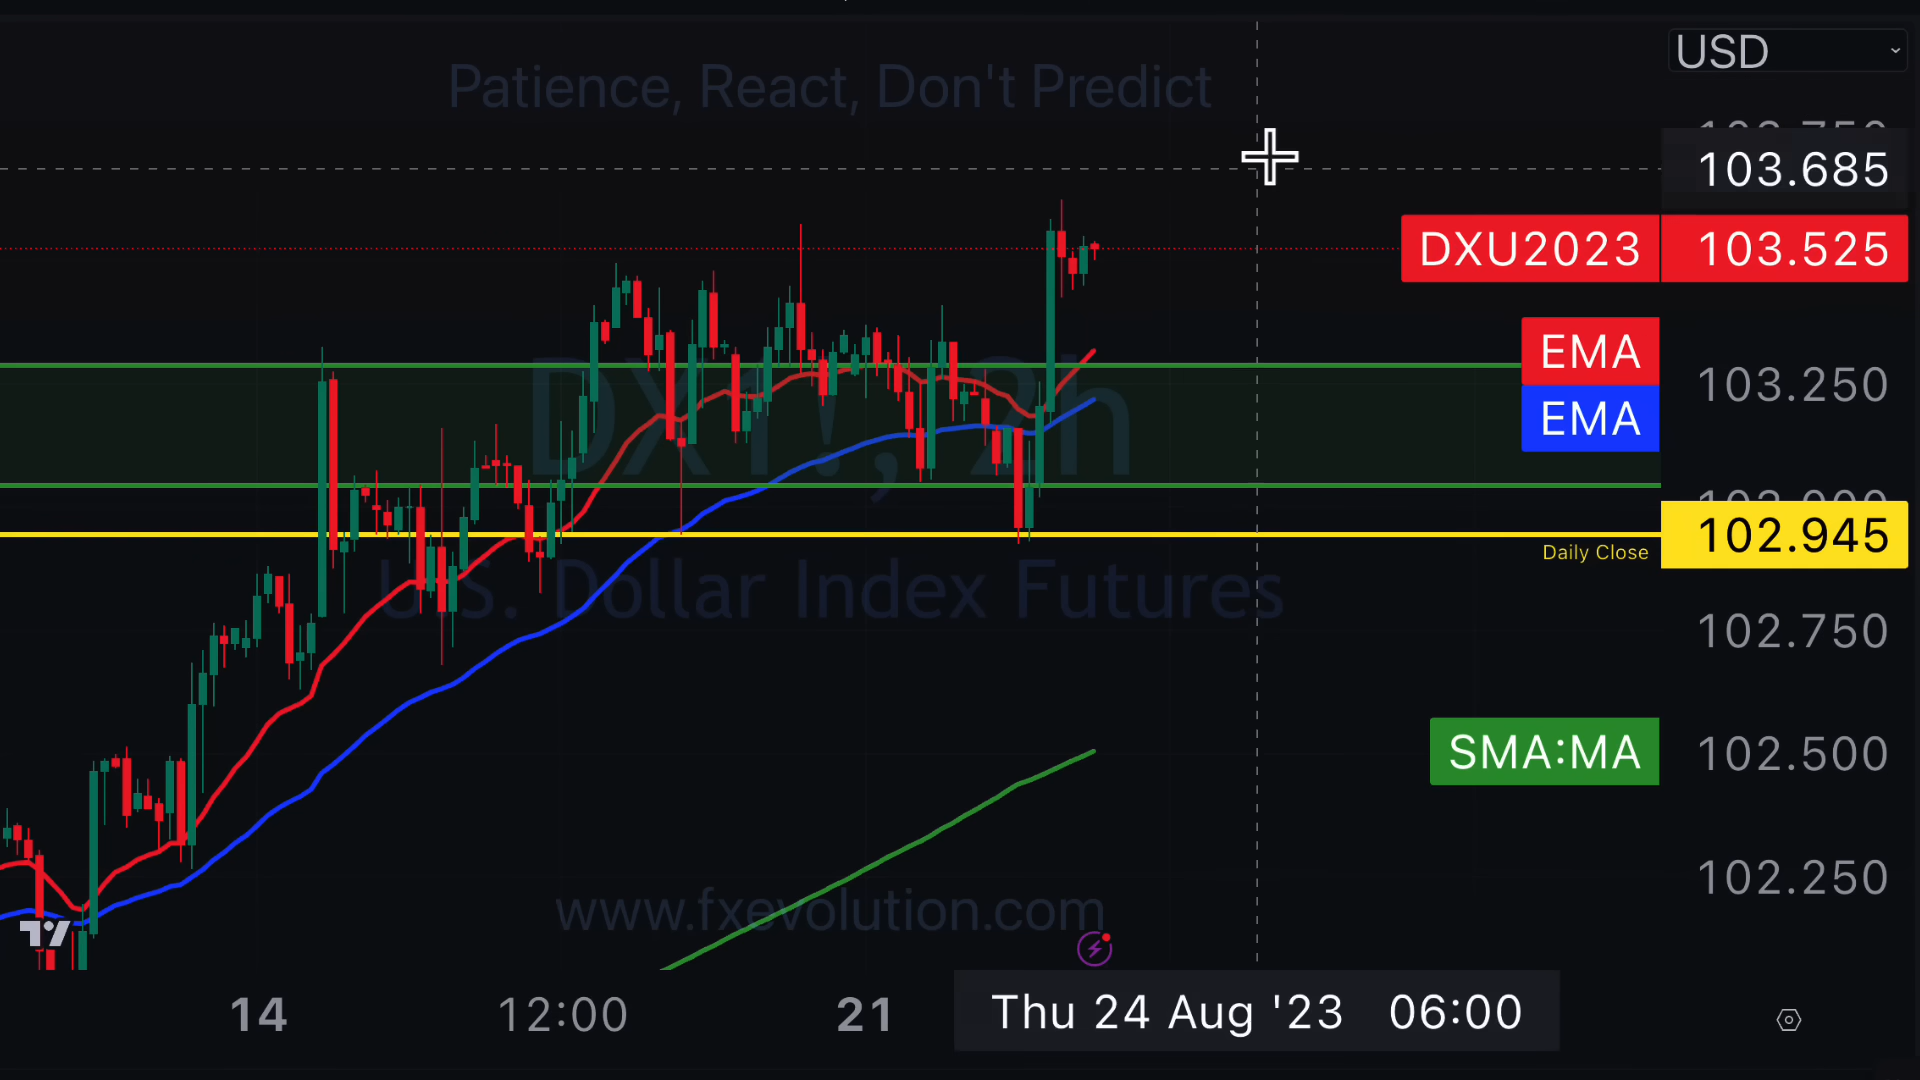 USD
Patience, React, Don't Predict
103.685
DXU2023 103.525
EMA
103.250
EMA
DX1!, 2h
102.945
Daily Close
U.S. Dollar Index Futures
102.750
SMA:MA 102.500
102.250
www.fxevolution.com
14 12:00 21 Thu 24 Aug '23 06:00